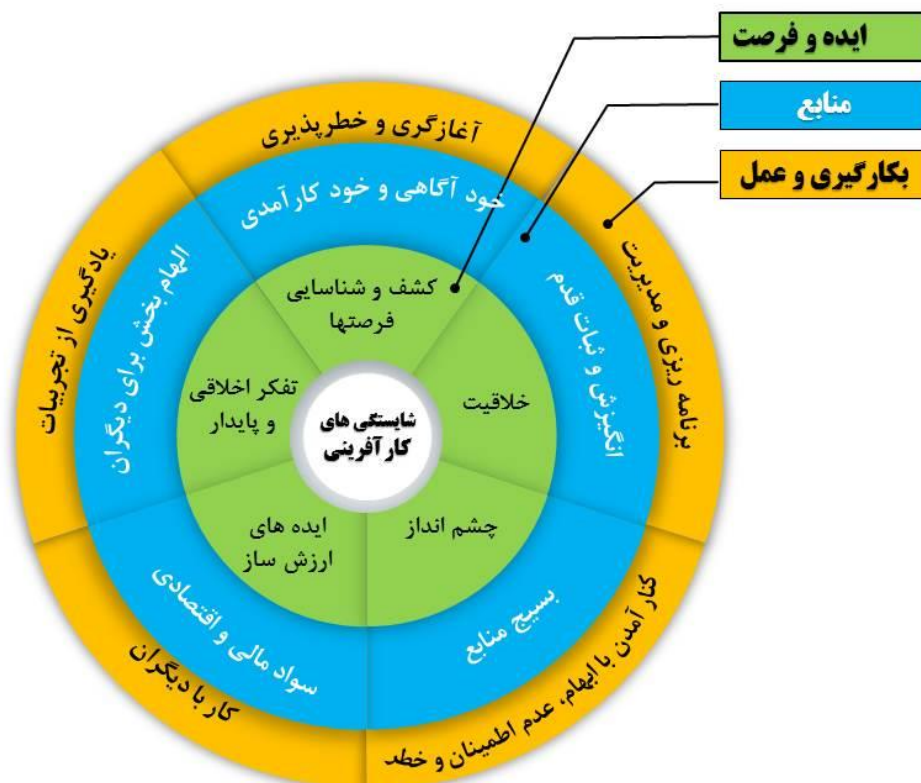 ایده و فرصت
منابع
بکارگیری و عمل
آغازگری و خطرپذیری
برنامه ریزی و مدیریت
کنار آمدن با ابهام، عدم اطمینان و خطر
کار با دیگران
یادگیری از تجربیات
خود آگاهی و خود کارآمدی
انگیزش و ثبات قدم
بسیج منابع
سواد مالی و اقتصادی
الهام بخش برای دیگران
کشف و شناسایی
فرصتها
خلاقیت
چشم انداز
ایده های
ارزش ساز
تفکر اخلاقی
و پایدار
شایستگی های
کارآفرینی